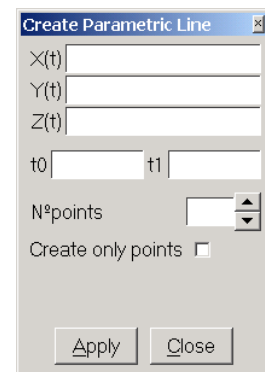 Create Parametric Line
X(t)
Y(t)
Z(t)
t0 t1
Nºpoints
Create only points
Apply Close